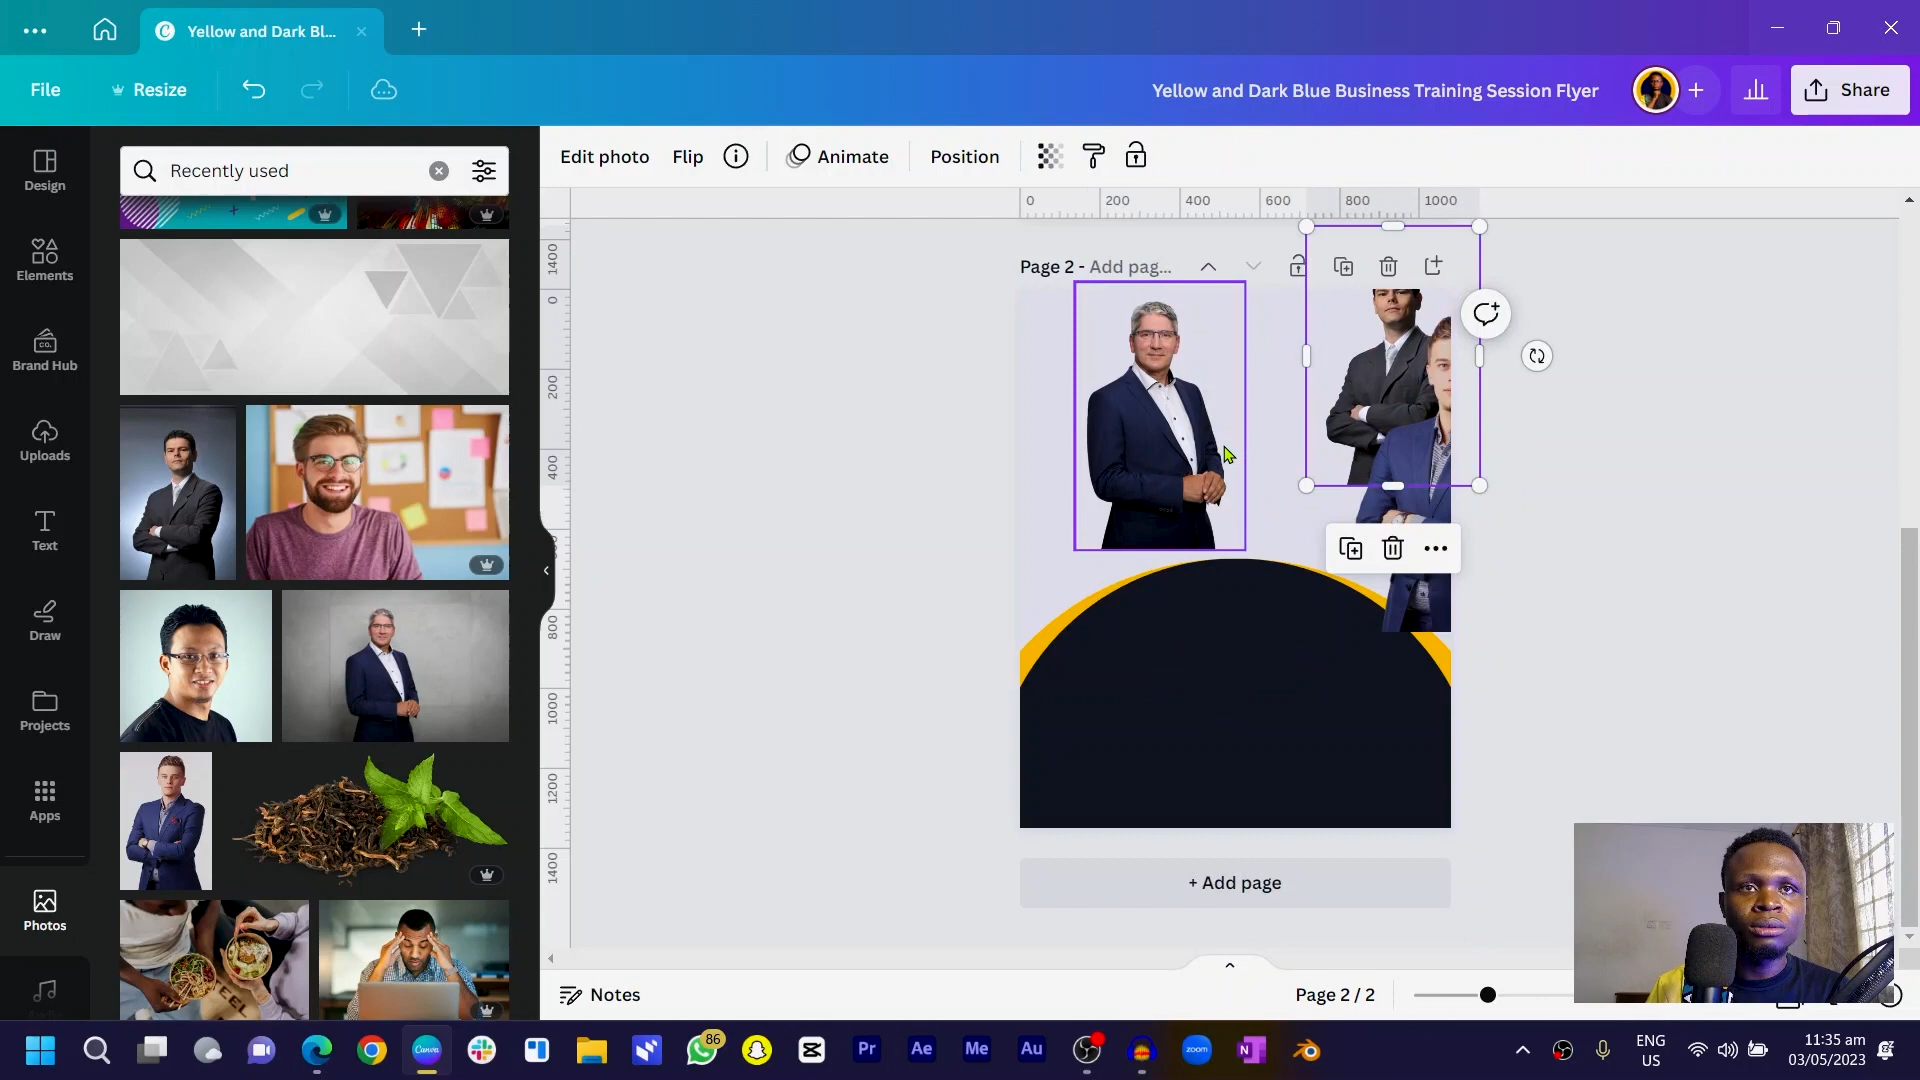 Yellow and Dark Bl...
File
Resize
Yellow and Dark Blue Business Training Session Flyer
Share
Design
Elements
Brand Hub
CO.
Uploads
Text
Draw
Projects
Apps
Photos
Recently used
Edit photo
Flip
Animate
Position
0 200 400 600 800 1000
1400
0
200
400
800
1000
1200
1400
Page 2 - Add pag...
+ Add page
Notes
Page 2 / 2
Canva
86
Pr
Ae
Me
Au
zoom
N
ENG
US
11:35 am
03/05/2023